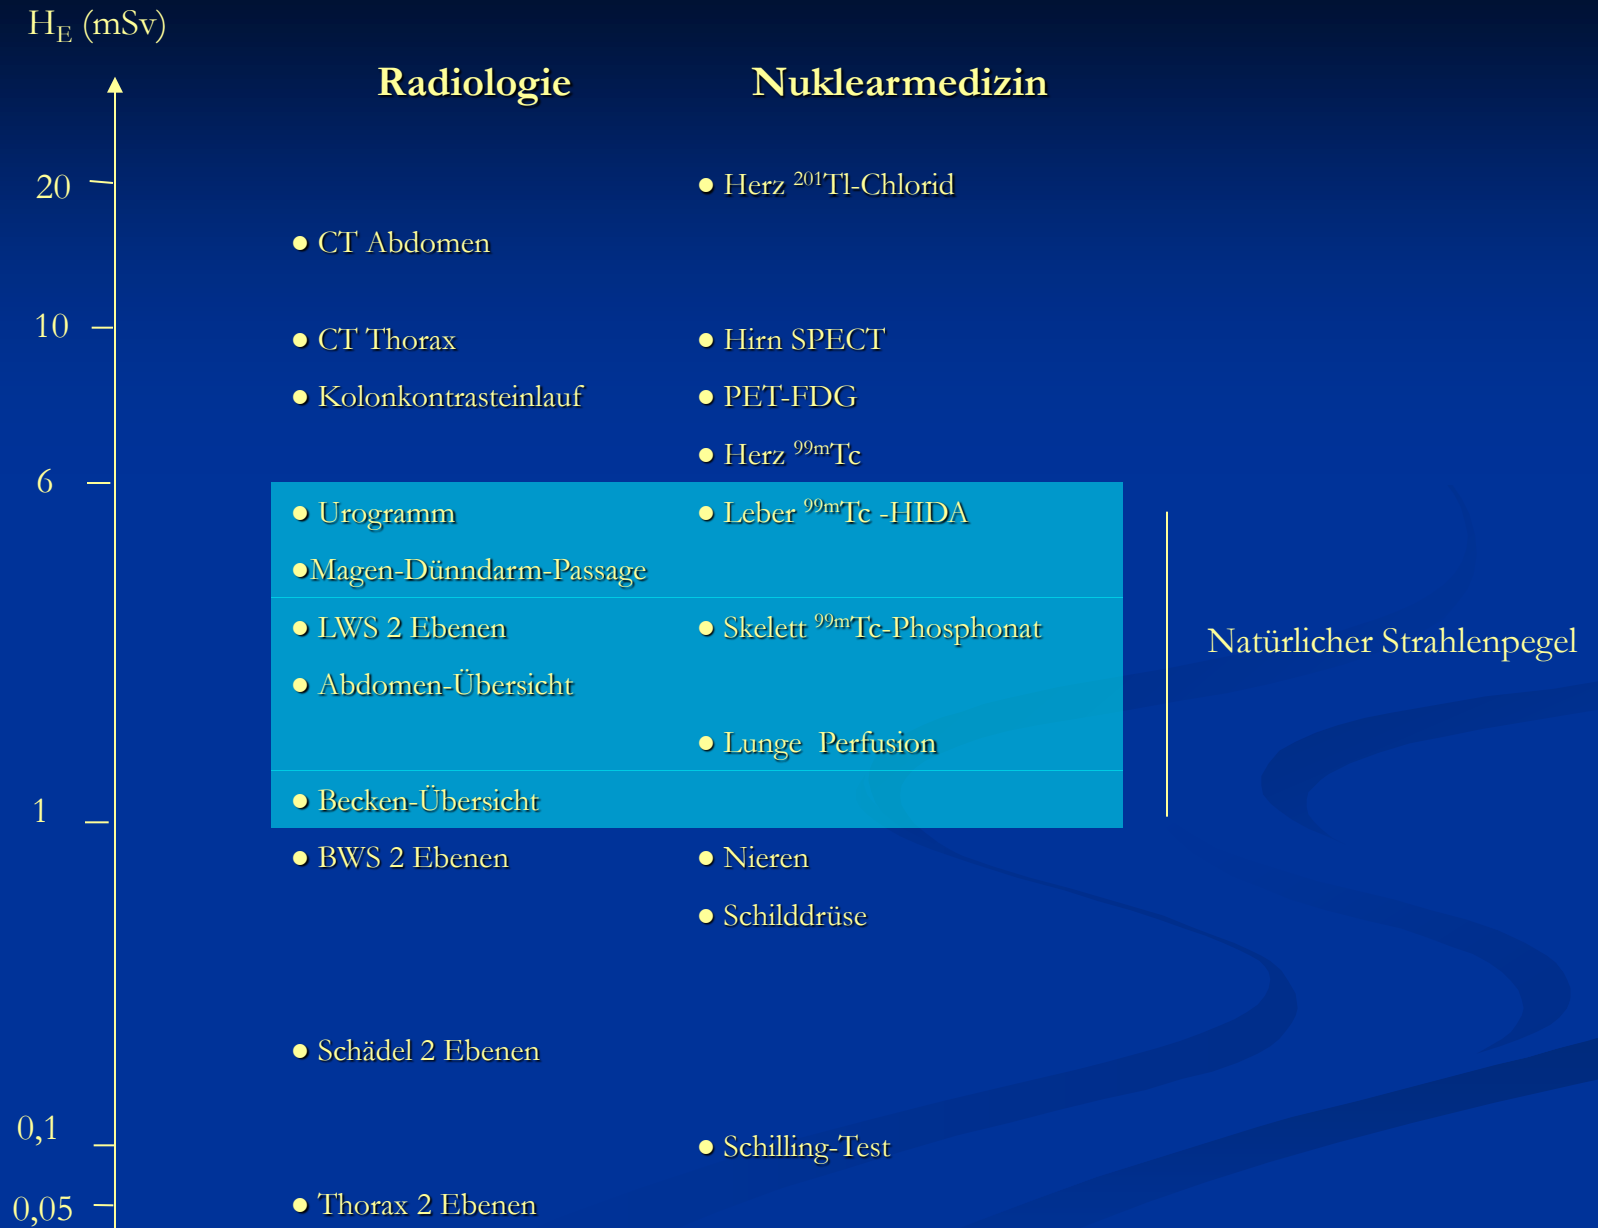 H_E (mSv)
Radiologie Nuklearmedizin
20 ● Herz ²⁰¹Tl-Chlorid
● CT Abdomen
10 ● CT Thorax ● Hirn SPECT
● Kolonkontrasteinlauf ● PET-FDG
● Herz ⁹⁹ᵐTc
6
● Urogramm ● Leber ⁹⁹ᵐTc -HIDA
●Magen-Dünndarm-Passage
● LWS 2 Ebenen ● Skelett ⁹⁹ᵐTc-Phosphonat
Natürlicher Strahlenpegel
● Abdomen-Übersicht
● Lunge Perfusion
● Becken-Übersicht
1
● BWS 2 Ebenen ● Nieren
● Schilddrüse
● Schädel 2 Ebenen
0,1
● Schilling-Test
0,05 ● Thorax 2 Ebenen